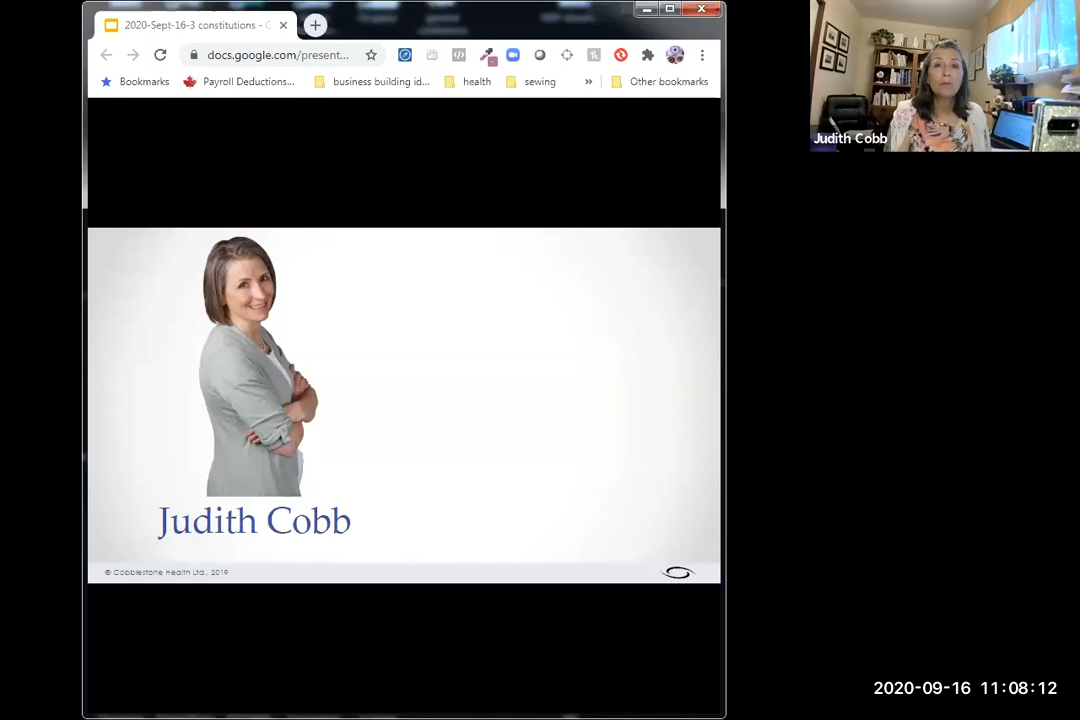 2020-Sept-16-3 constitutions - G
docs.google.com/present...
Bookmarks
Payroll Deductions...
business building id...
health
sewing
»
Other bookmarks
Judith Cobb
Judith Cobb
© Cobblestone Health Ltd., 2019
2020-09-16 11:08:12